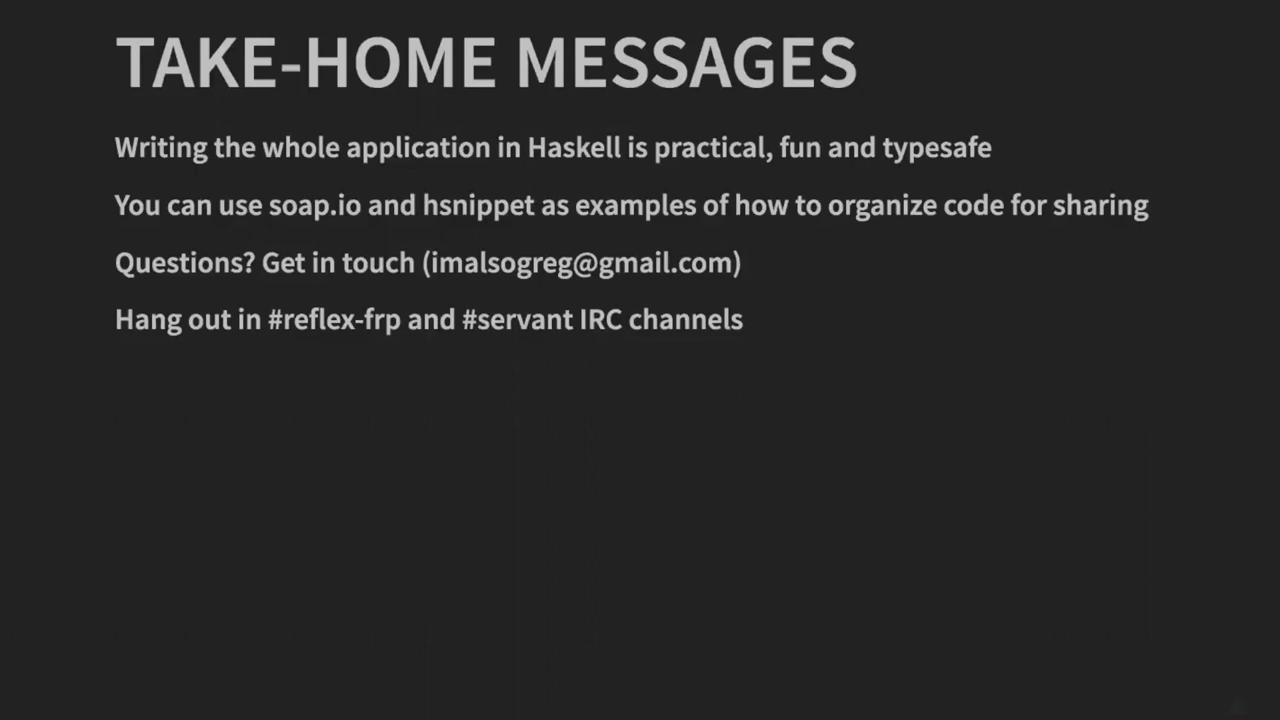 TAKE-HOME MESSAGES
Writing the whole application in Haskell is practical, fun and typesafe
You can use soap.io and hsnippet as examples of how to organize code for sharing
Questions? Get in touch (imalsogreg@gmail.com)
Hang out in #reflex-frp and #servant IRC channels